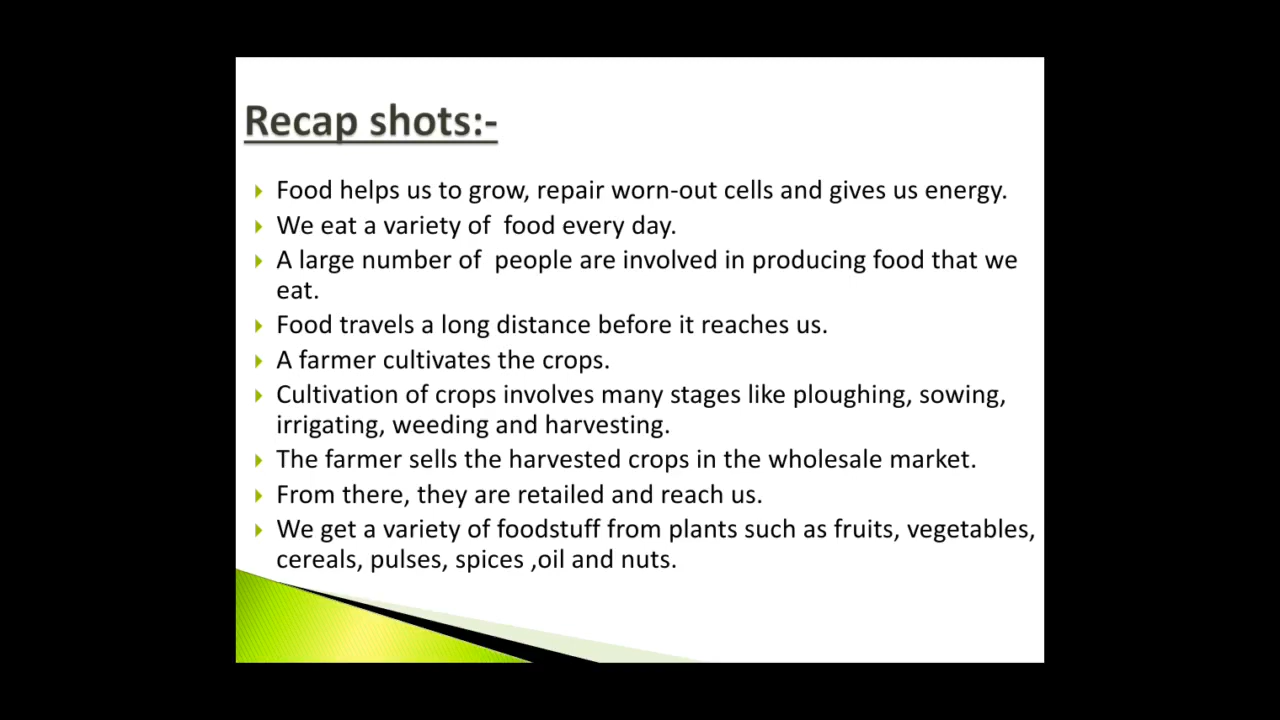 Recap shots:-
Food helps us to grow, repair worn-out cells and gives us energy.
We eat a variety of  food every day.
A large number of  people are involved in producing food that we
eat.
Food travels a long distance before it reaches us.
A farmer cultivates the crops.
Cultivation of crops involves many stages like ploughing, sowing,
irrigating, weeding and harvesting.
The farmer sells the harvested crops in the wholesale market.
From there, they are retailed and reach us.
We get a variety of foodstuff from plants such as fruits, vegetables,
cereals, pulses, spices ,oil and nuts.